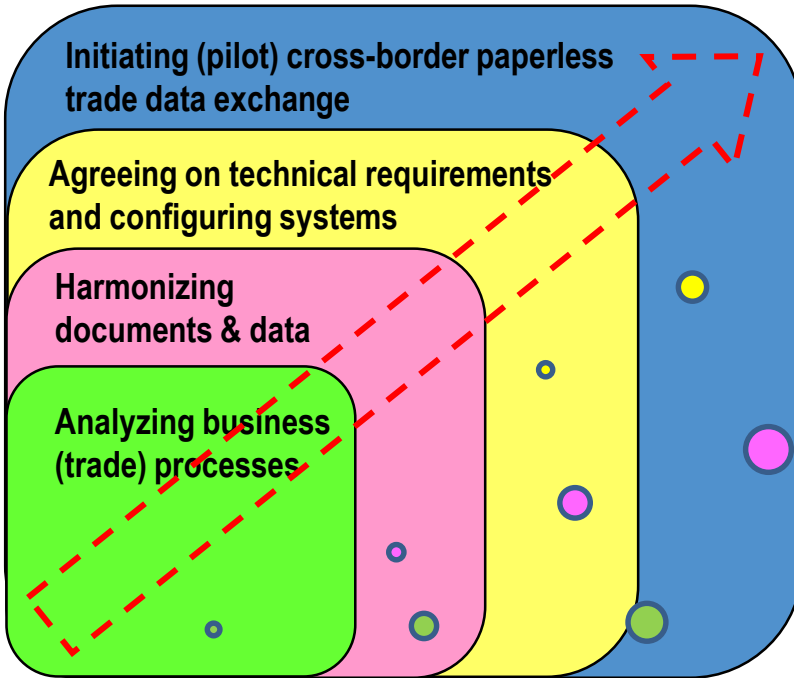 Initiating (pilot) cross-border paperless
trade data exchange
Agreeing on technical requirements
and configuring systems
Harmonizing
documents & data
Analyzing business
(trade) processes